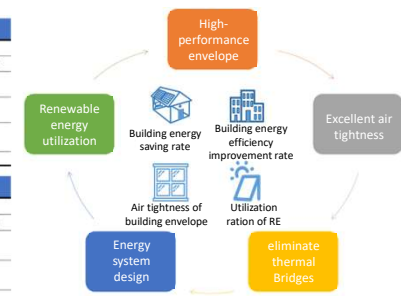 High-
performance
envelope
Renewable
energy
utilization
Excellent air
tightness
Building energy
saving rate
Building energy
efficiency
improvement rate
Air tightness of
building envelope
Utilization
ration of RE
Energy
system
design
eliminate
thermal
Bridges